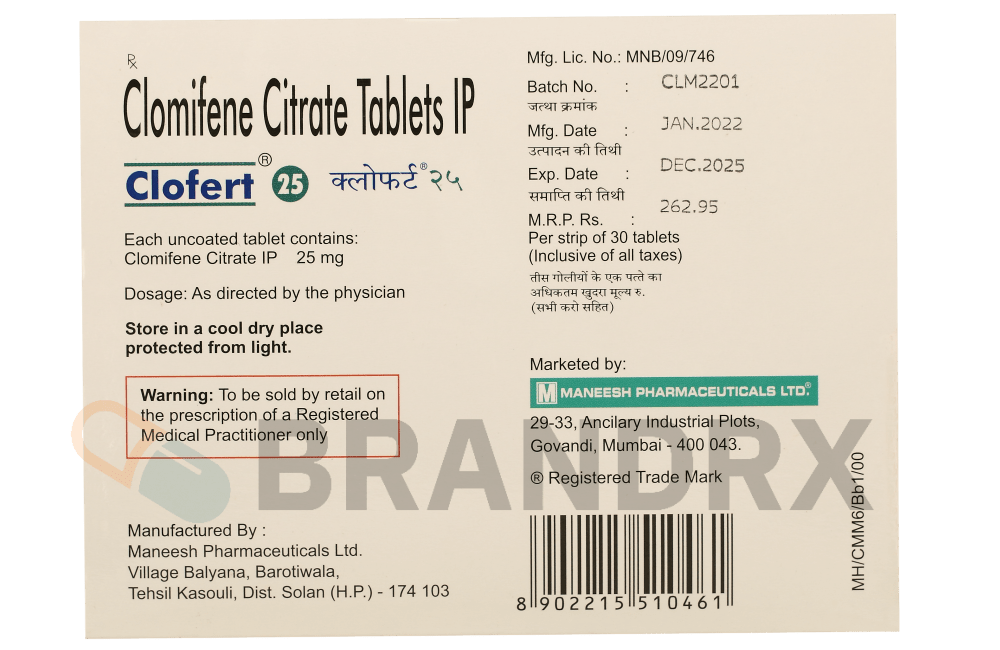 ℞
Clomifene Citrate Tablets IP
Clofert® 25 क्लोफर्ट® २५
Each uncoated tablet contains:
Clomifene Citrate IP 25 mg
Dosage: As directed by the physician
Store in a cool dry place
protected from light.
Warning: To be sold by retail on
the prescription of a Registered
Medical Practitioner only
Manufactured By :
Maneesh Pharmaceuticals Ltd.
Village Balyana, Barotiwala,
Tehsil Kasouli, Dist. Solan (H.P.) - 174 103
Mfg. Lic. No.: MNB/09/746
Batch No. : CLM2201
जत्था क्रमांक
Mfg. Date : JAN.2022
उत्पादन की तिथी
Exp. Date : DEC.2025
समाप्ति की तिथी
M.R.P. Rs. : 262.95
Per strip of 30 tablets
(Inclusive of all taxes)
तीस गोलीयों के एक पत्ते का
अधिकतम खुदरा मूल्य रु.
(सभी करो सहित)
Marketed by:
M MANEESH PHARMACEUTICALS LTD.®
29-33, Ancilary Industrial Plots,
Govandi, Mumbai - 400 043.
® Registered Trade Mark
8 902215 510461
MH/CMM6/Bb1/00
BRANDRX